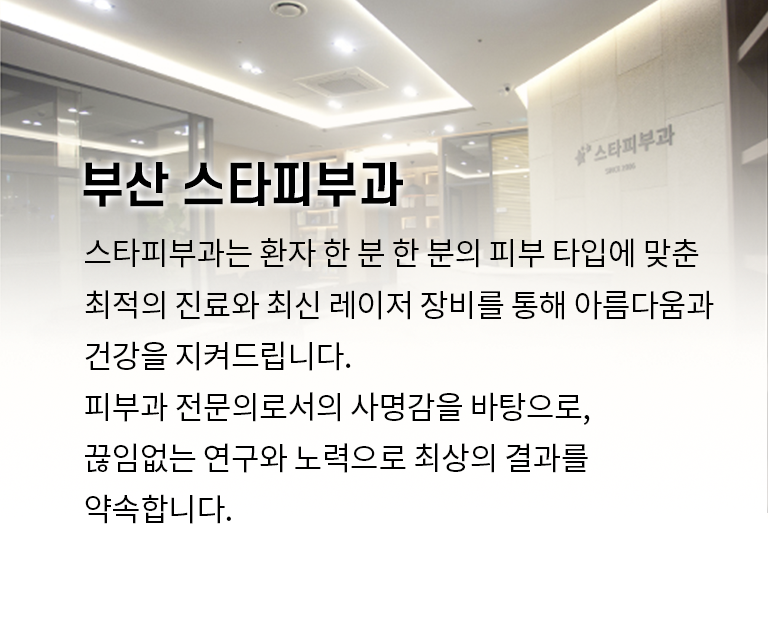 스타피부과
SINCE 2006
부산 스타피부과
스타피부과는 환자 한 분 한 분의 피부 타입에 맞춘
최적의 진료와 최신 레이저 장비를 통해 아름다움과
건강을 지켜드립니다.
피부과 전문의로서의 사명감을 바탕으로,
끊임없는 연구와 노력으로 최상의 결과를
약속합니다.